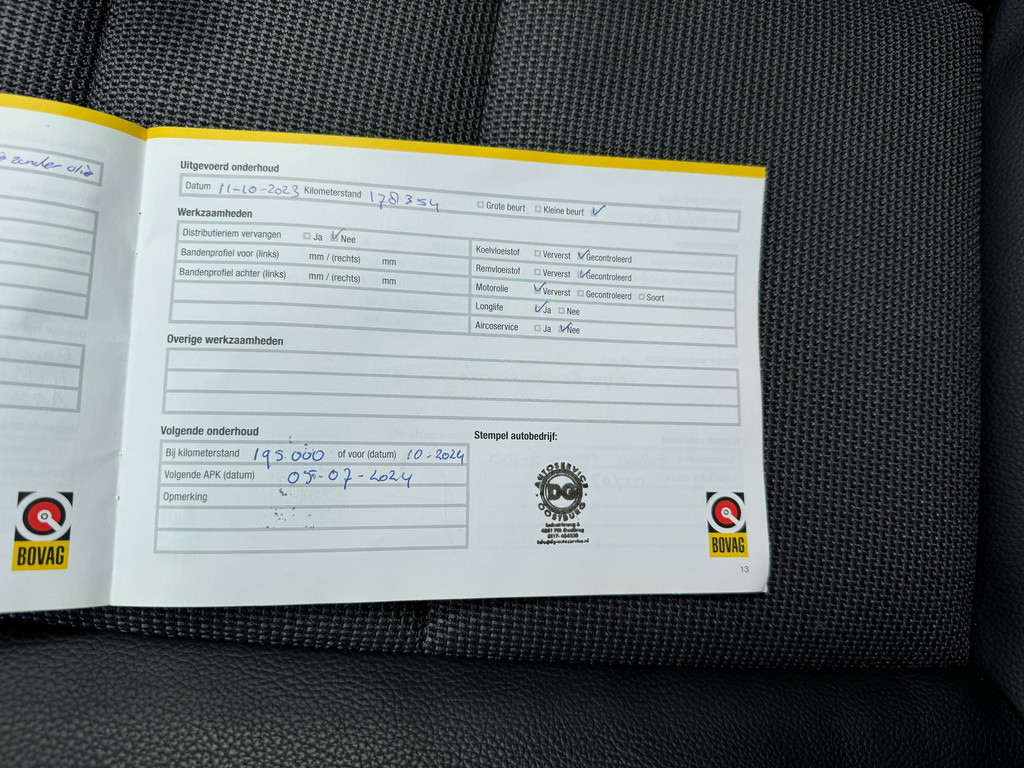 zonder olie
Uitgevoerd onderhoud
Datum 11-10-2023 Kilometerstand 178354 Grote beurt Kleine beurt
Werkzaamheden
Distributieriem vervangen Ja Nee
Bandenprofiel voor (links) mm / (rechts) mm
Bandenprofiel achter (links) mm / (rechts) mm
Koelvloeistof Ververst Gecontroleerd
Remvloeistof Ververst Gecontroleerd
Motorolie Ververst Gecontroleerd Soort
Longlife Ja Nee
Aircoservice Ja Nee
Overige werkzaamheden
Volgende onderhoud
Bij kilometerstand 195.000 of voor (datum) 10-2024
Volgende APK (datum) 05-07-2024
Opmerking
Stempel autobedrijf:
AUTOSERVICE
DG
OOSTBURG
BOVAG
BOVAG
13